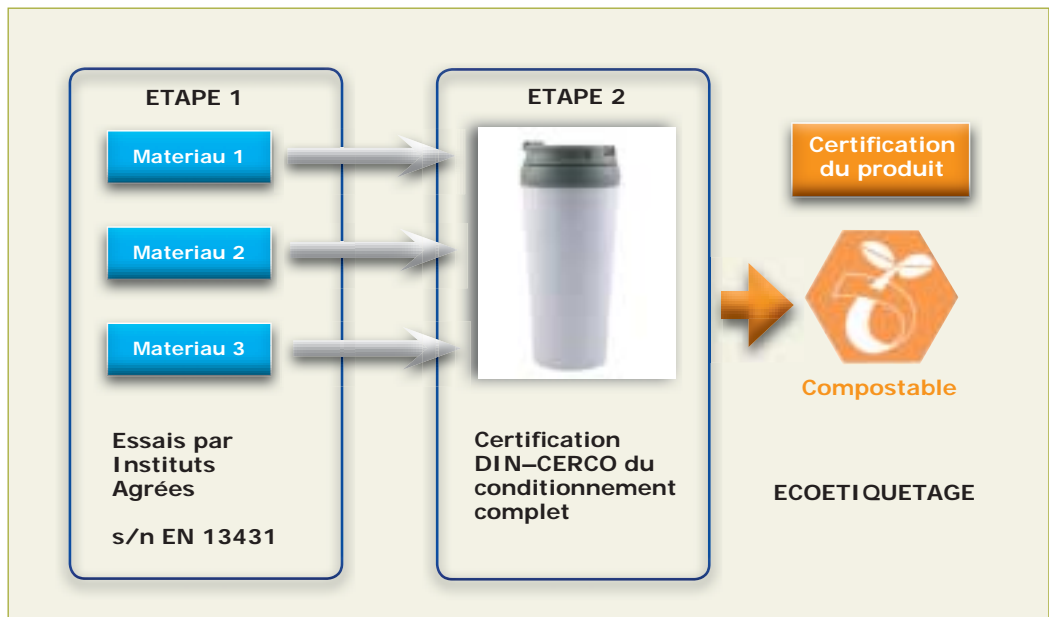 ETAPE 1
Materiau 1
Materiau 2
Materiau 3
Essais par
Instituts
Agrées
s/n EN 13431
ETAPE 2
Certification
DIN–CERCO du
conditionnement
complet
Certification
du produit
Compostable
ECOETIQUETAGE